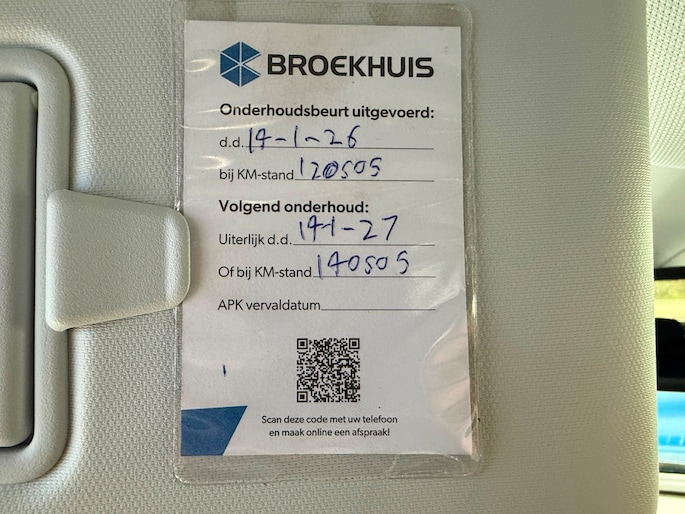 BROEKHUIS
Onderhoudsbeurt uitgevoerd:
d.d. 14-1-26
bij KM-stand 120505
Volgend onderhoud:
Uiterlijk d.d. 14-1-27
Of bij KM-stand 140505
APK vervaldatum
Scan deze code met uw telefoon
en maak online een afspraak!